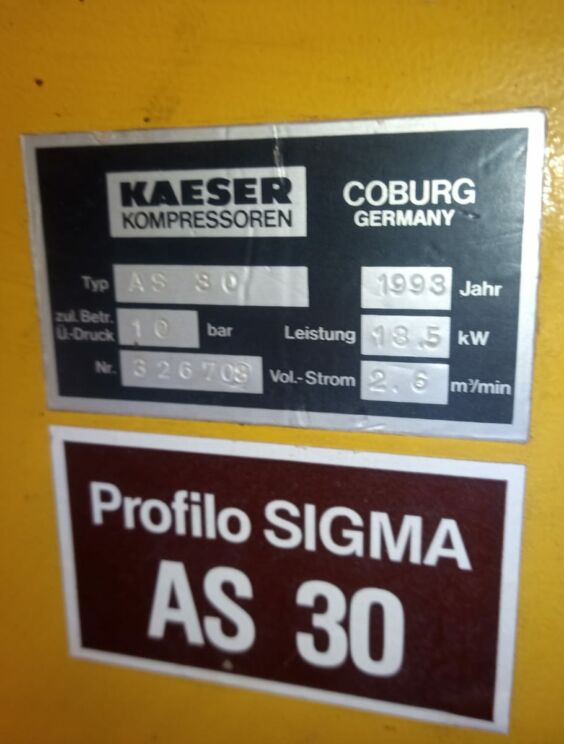 KAESER
KOMPRESSOREN
COBURG
GERMANY
Typ AS 30 1993 Jahr
zul. Betr.
Ü.-Druck 10 bar Leistung 18.5 kW
Nr. 326708 Vol.-Strom 2.6 m³/min
Profilo SIGMA
AS 30